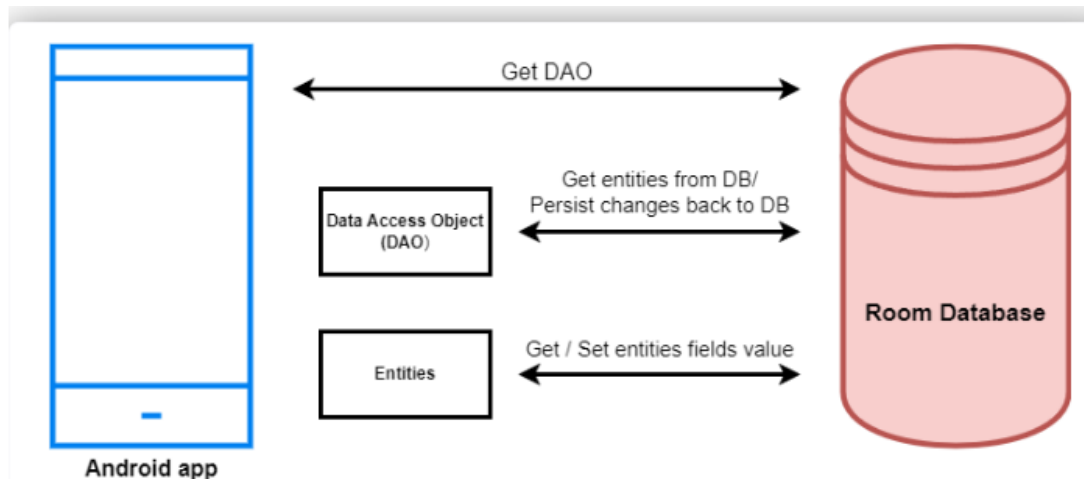 Get DAO
Get entities from DB/
Persist changes back to DB
Data Access Object
(DAO)
Room Database
Get / Set entities fields value
Entities
Android app